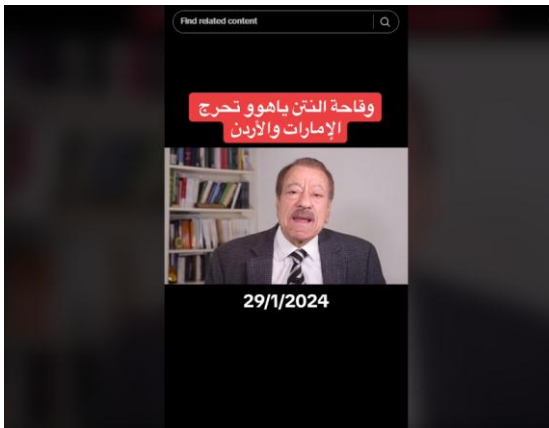 Find related content
وقاحة النتن ياهوو تحرج
الإمارات والأردن
29/1/2024